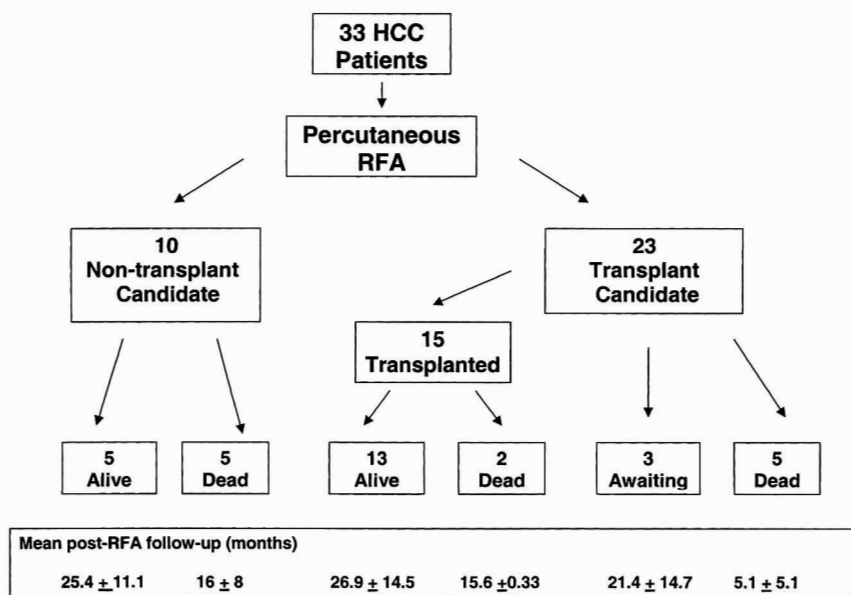 33 HCC
Patients
Percutaneous
RFA
10
Non-transplant
Candidate
23
Transplant
Candidate
15
Transplanted
5
Alive
5
Dead
13
Alive
2
Dead
3
Awaiting
5
Dead
Mean post-RFA follow-up (months)
25.4 ± 11.1 16 ± 8 26.9 ± 14.5 15.6 ±0.33 21.4 ± 14.7 5.1 ± 5.1